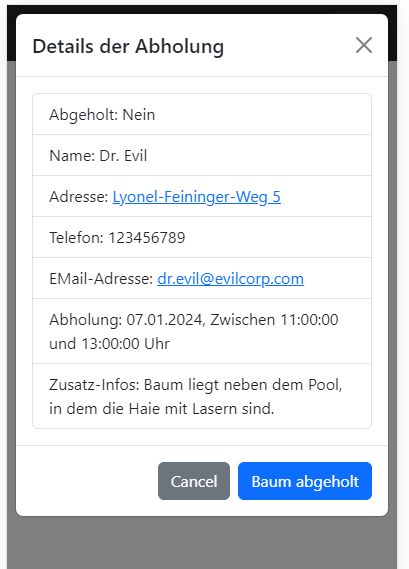 Details der Abholung
Abgeholt: Nein
Name: Dr. Evil
Adresse: Lyonel-Feininger-Weg 5
Telefon: 123456789
EMail-Adresse: dr.evil@evilcorp.com
Abholung: 07.01.2024, Zwischen 11:00:00
und 13:00:00 Uhr
Zusatz-Infos: Baum liegt neben dem Pool,
in dem die Haie mit Lasern sind.
Cancel
Baum abgeholt